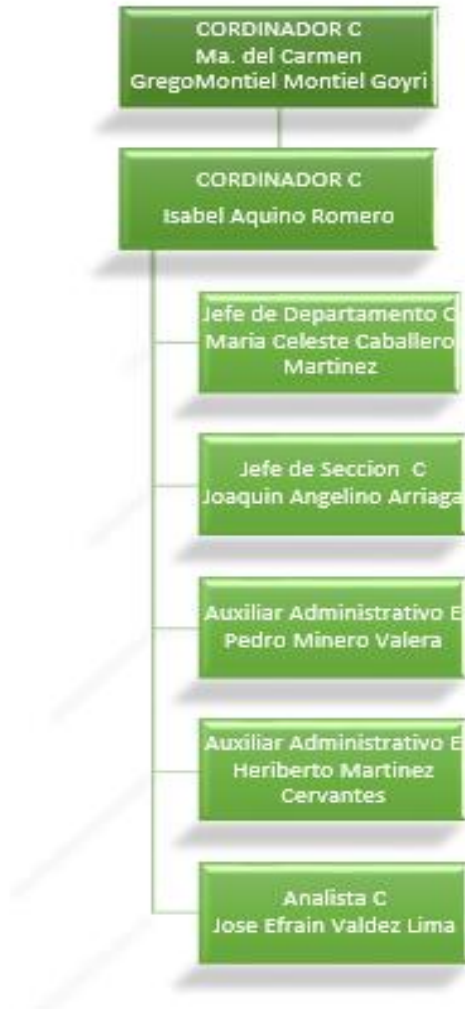 CORDINADOR C
Ma. del Carmen
GregoMontiel Montiel Goyri
CORDINADOR C
Isabel Aquino Romero
Jefe de Departamento C
Maria Celeste Caballero
Martinez
Jefe de Seccion C
Joaquin Angelino Arriaga
Auxiliar Administrativo E
Pedro Minero Valera
Auxiliar Administrativo E
Heriberto Martinez
Cervantes
Analista C
Jose Efrain Valdez Lima